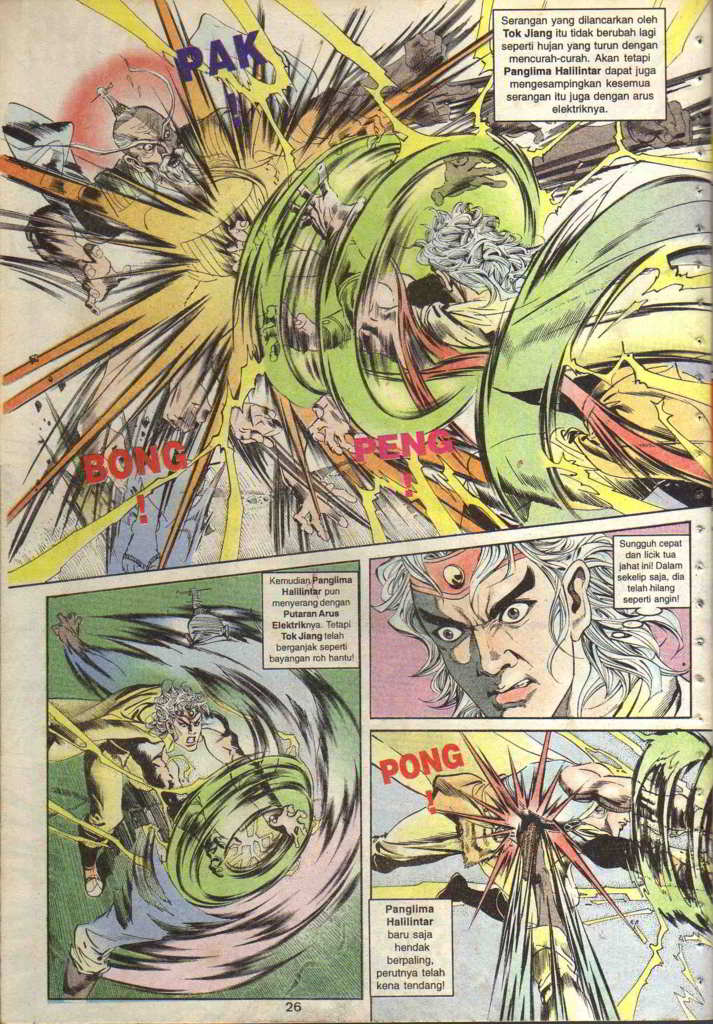 Serangan yang dilancarkan oleh
Tok Jiang itu tidak berubah lagi
seperti hujan yang turun dengan
mencurah-curah. Akan tetapi
Panglima Halilintar dapat juga
mengesampingkan kesemua
serangan itu juga dengan arus
elektriknya.
PAK
!
BONG
!
PENG
!
Kemudian Panglima
Halilintar pun
menyerang dengan
Putaran Arus
Elektriknya. Tetapi
Tok Jiang telah
berganjak seperti
bayangan roh hantu!
Sungguh cepat
dan licik tua
jahat ini! Dalam
sekelip saja, dia
telah hilang
seperti angin!
PONG
!
Panglima
Halilintar
baru saja
hendak
berpaling,
perutnya telah
kena tendang!
26